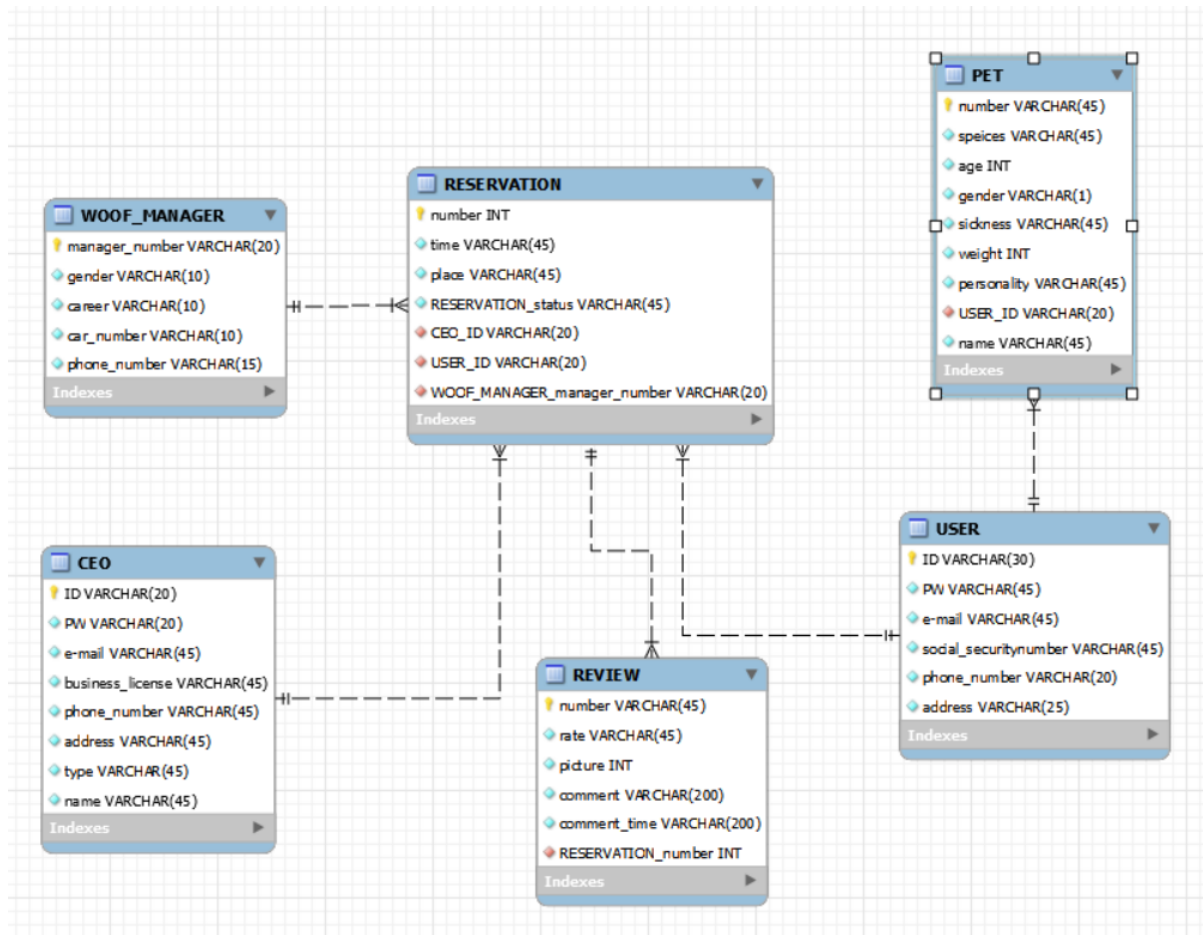 WOOF_MANAGER
manager_number VARCHAR(20)
gender VARCHAR(10)
career VARCHAR(10)
car_number VARCHAR(10)
phone_number VARCHAR(15)
Indexes
RESERVATION
number INT
time VARCHAR(45)
place VARCHAR(45)
RESERVATION_status VARCHAR(45)
CEO_ID VARCHAR(20)
USER_ID VARCHAR(20)
WOOF_MANAGER_manager_number VARCHAR(20)
Indexes
PET
number VARCHAR(45)
speices VARCHAR(45)
age INT
gender VARCHAR(1)
sickness VARCHAR(45)
weight INT
personality VARCHAR(45)
USER_ID VARCHAR(20)
name VARCHAR(45)
Indexes
CEO
ID VARCHAR(20)
PW VARCHAR(20)
e-mail VARCHAR(45)
business_license VARCHAR(45)
phone_number VARCHAR(45)
address VARCHAR(45)
type VARCHAR(45)
name VARCHAR(45)
Indexes
REVIEW
number VARCHAR(45)
rate VARCHAR(45)
picture INT
comment VARCHAR(200)
comment_time VARCHAR(200)
RESERVATION_number INT
Indexes
USER
ID VARCHAR(30)
PW VARCHAR(45)
e-mail VARCHAR(45)
social_securitynumber VARCHAR(45)
phone_number VARCHAR(20)
address VARCHAR(25)
Indexes